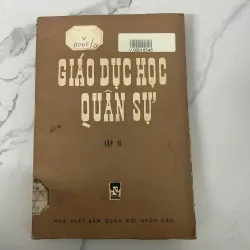 V
GIÁO DỤC HỌC
QUÂN SỰ
TẬP II
NHÀ XUẤT BẢN QUÂN ĐỘI NHÂN DÂN